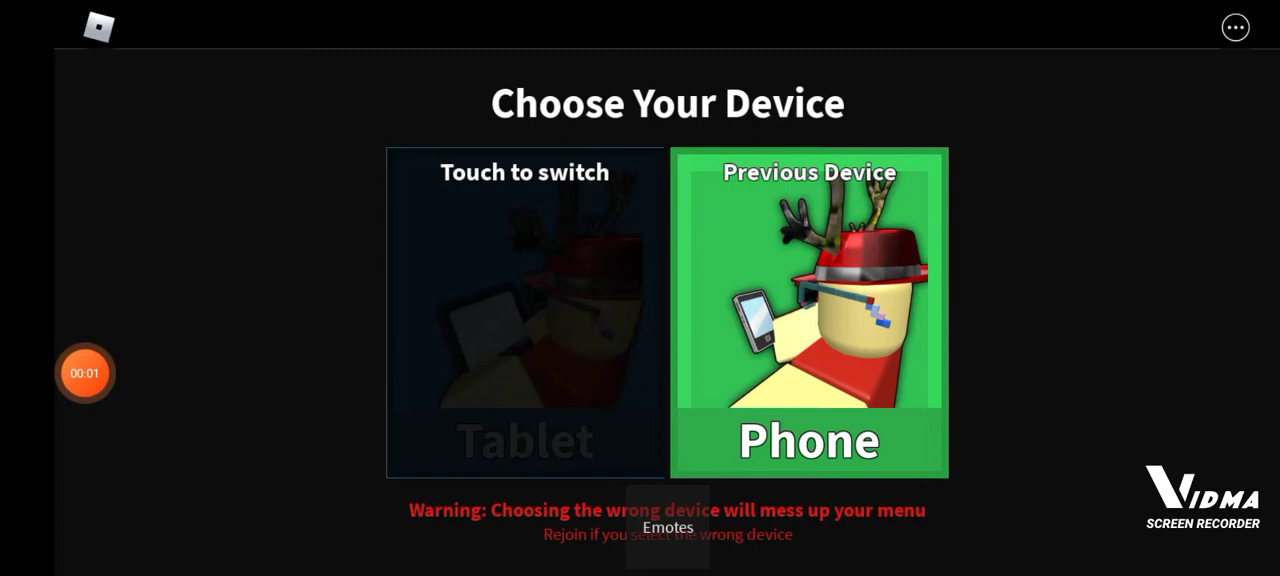 Choose Your Device
Touch to switch
Previous Device
Tablet
Phone
Warning: Choosing the wrong device will mess up your menu
Rejoin if you select the wrong device
Emotes
00:01
VIDMA
SCREEN RECORDER